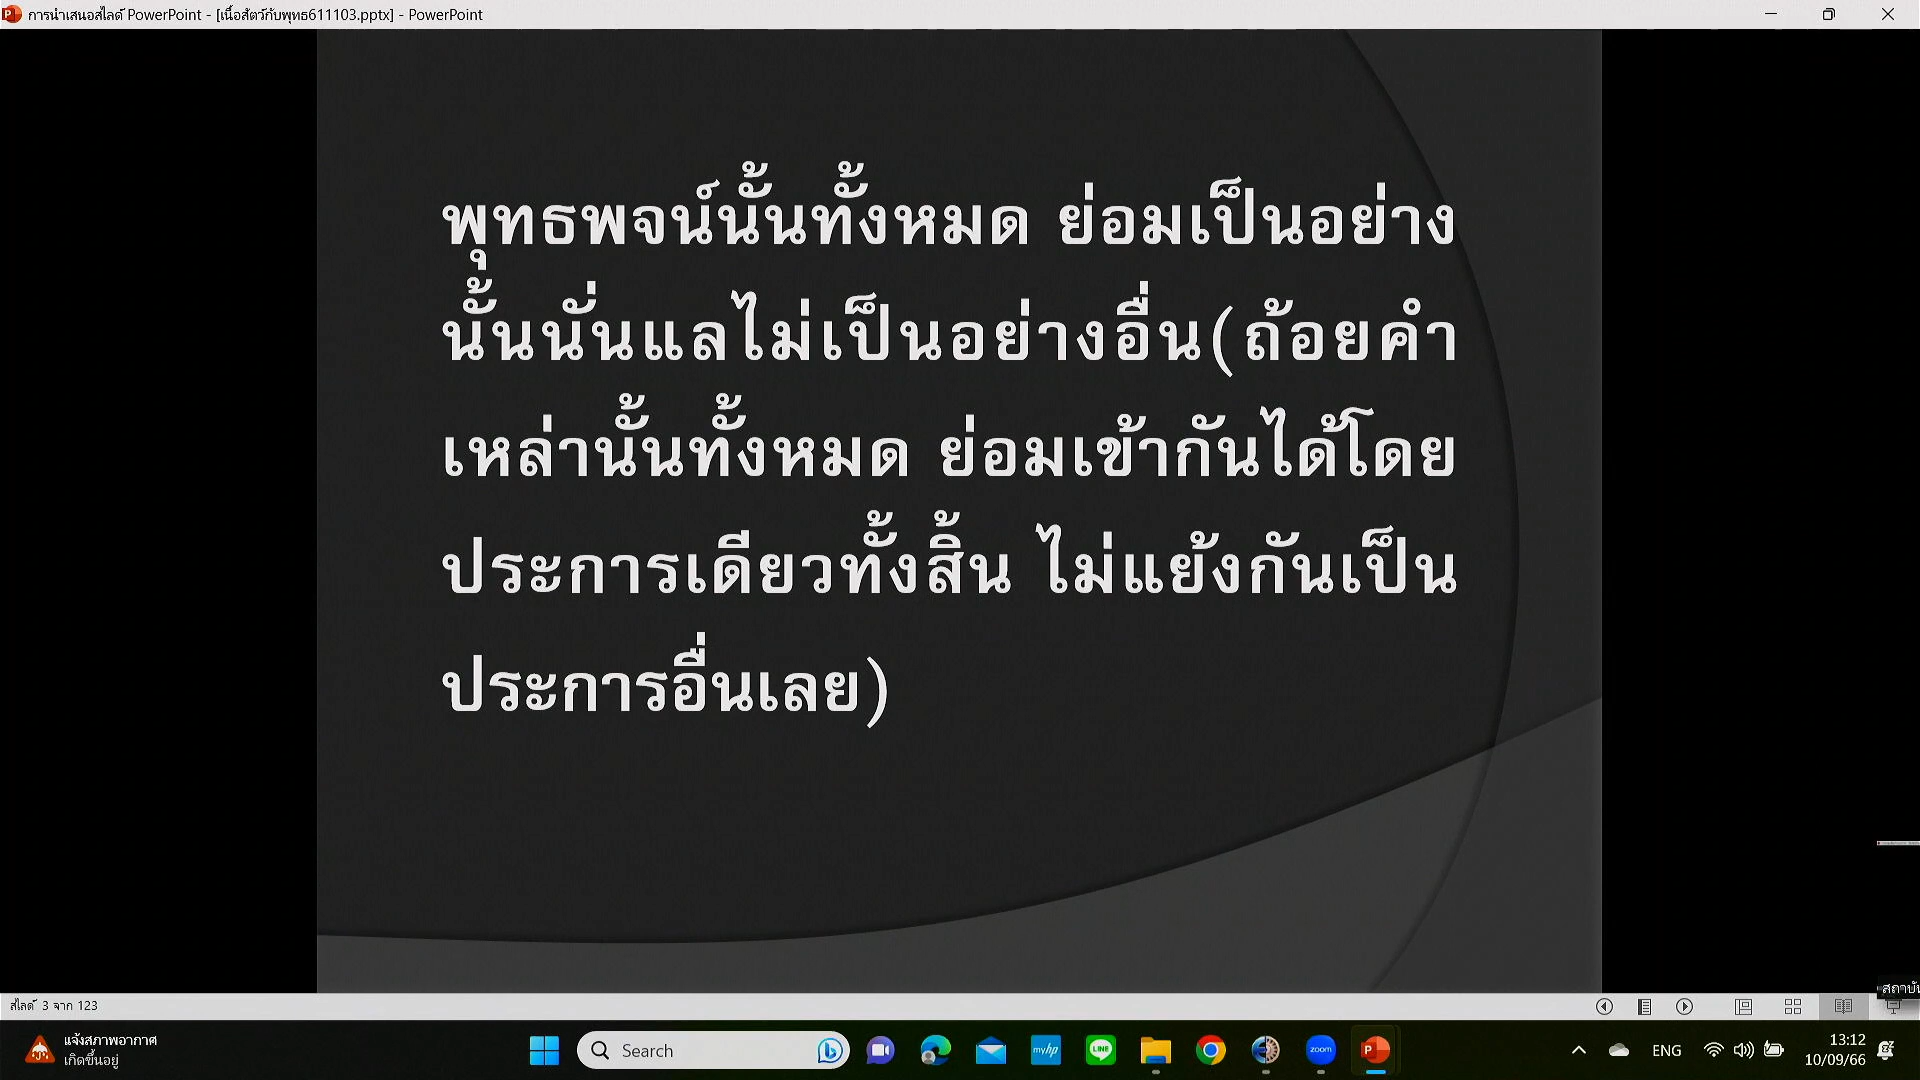 การนำเสนอสไลด์ PowerPoint - [เนื้อสัตว์กับพุทธ611103.pptx] - PowerPoint
พุทธพจน์นั้นทั้งหมด ย่อมเป็นอย่าง
นั้นนั่นแลไม่เป็นอย่างอื่น(ถ้อยคำ
เหล่านั้นทั้งหมด ย่อมเข้ากันได้โดย
ประการเดียวทั้งสิ้น ไม่แย้งกันเป็น
ประการอื่นเลย)
สไลด์ 3 จาก 123
แจ้งสภาพอากาศ
เกิดขึ้นอยู่
Search
myhp
LINE
zoom
ENG
13:12
10/09/66